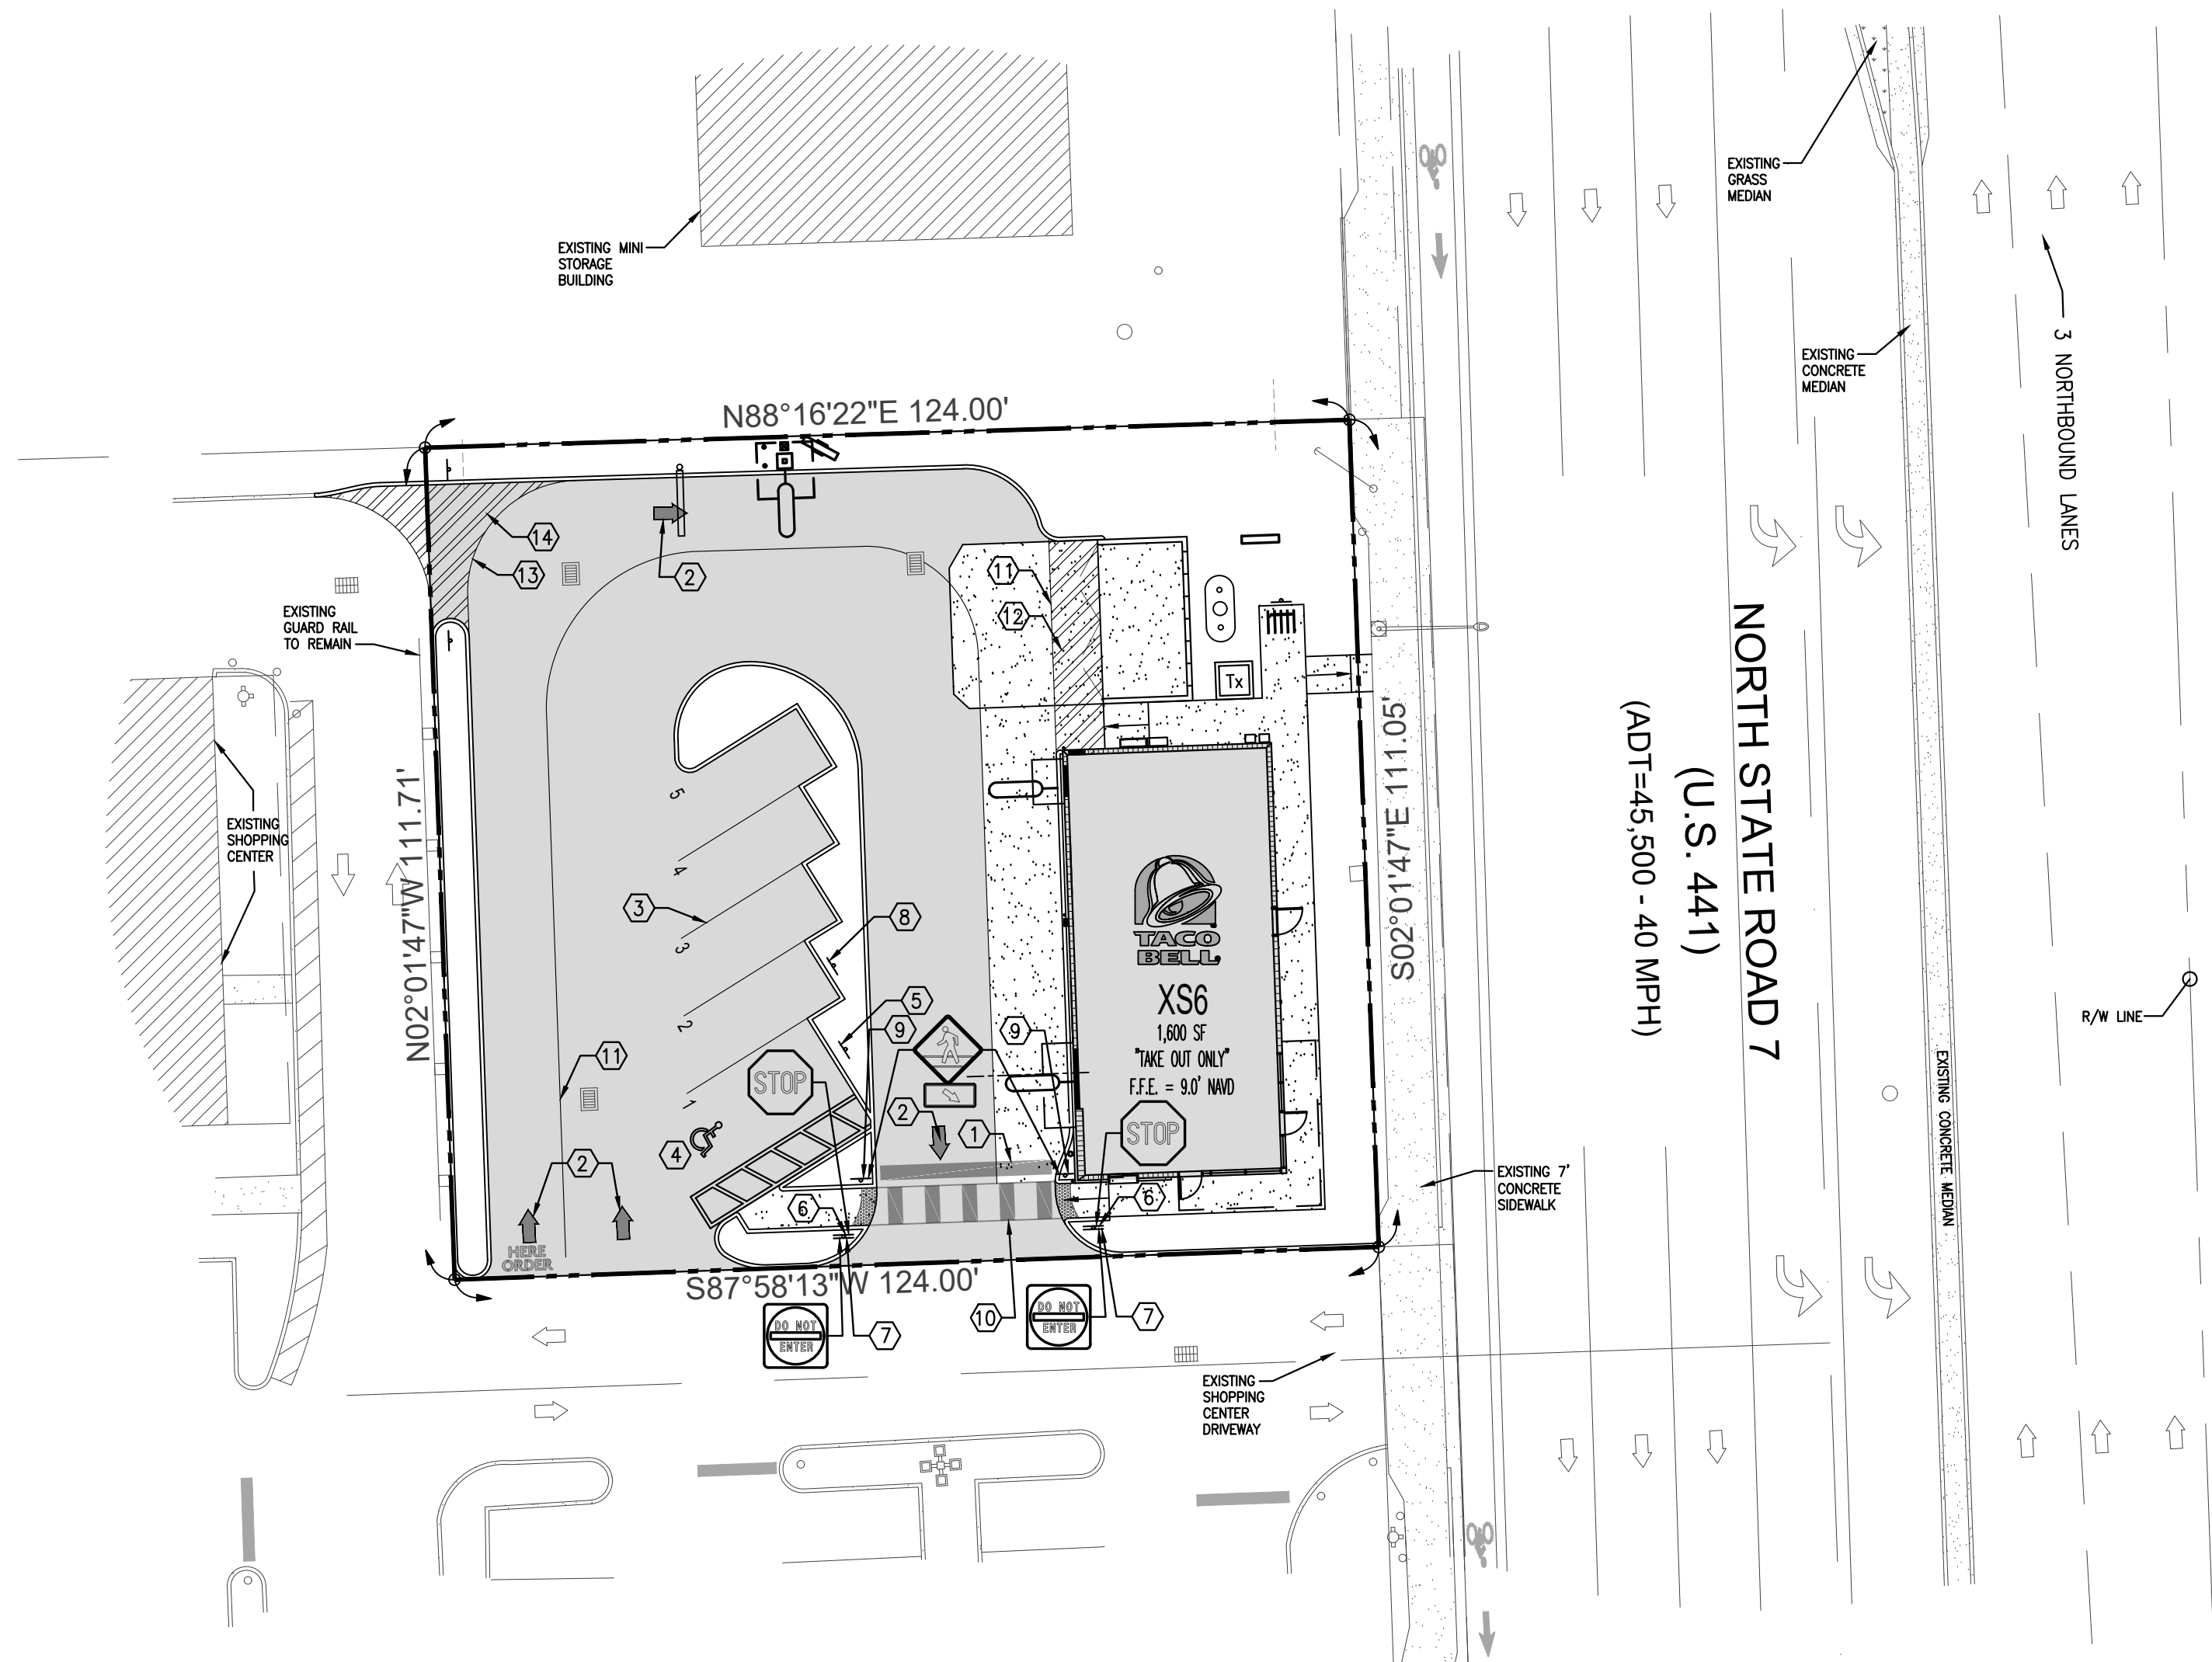 EXISTING
GRASS
MEDIAN
EXISTING MINI
STORAGE
BUILDING
EXISTING
CONCRETE
MEDIAN
3 NORTHBOUND LANES
N88°16'22"E 124.00'
14
13
2
11
12
EXISTING
GUARD RAIL
TO REMAIN
Tx
NORTH STATE ROAD 7
(U.S. 441)
(ADT=45,500 - 40 MPH)
S02°01'47"E 111.05'
N02°01'47"W 111.71'
EXISTING
SHOPPING
CENTER
5
4
3
3
2
1
8
5
9
9
TACO
BELL
XS6
1,600 SF
"TAKE OUT ONLY"
F.F.E. = 9.0' NAVD
R/W LINE
11
STOP
2
1
STOP
4
2
6
6
EXISTING 7'
CONCRETE
SIDEWALK
EXISTING CONCRETE MEDIAN
HERE
ORDER
S87°58'13"W 124.00'
DO NOT
ENTER
7
10
DO NOT
ENTER
7
EXISTING
SHOPPING
CENTER
DRIVEWAY